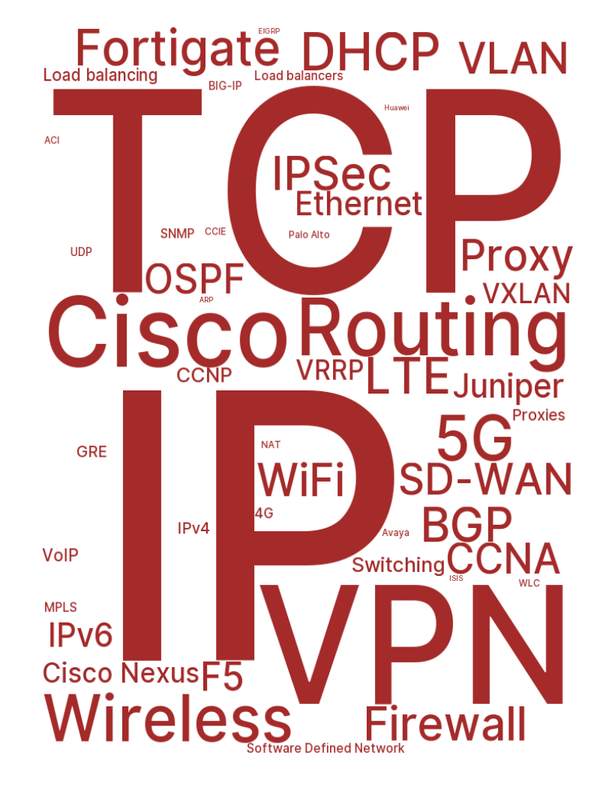 EIGRP
Fortigate
DHCP
VLAN
Load balancing
BIG-IP
Load balancers
TCP
Huawei
ACI
IPSec
Ethernet
SNMP
CCIE
Palo Alto
UDP
Proxy
OSPF
ARP
VXLAN
Cisco
Routing
CCNP
VRRP
LTE
Juniper
Proxies
IP
5G
GRE
NAT
WiFi
SD-WAN
4G
IPv4
Avaya
BGP
VoIP
Switching
CCNA
ISIS
WLC
VPN
MPLS
IPv6
Cisco Nexus
F5
Wireless
Firewall
Software Defined Network